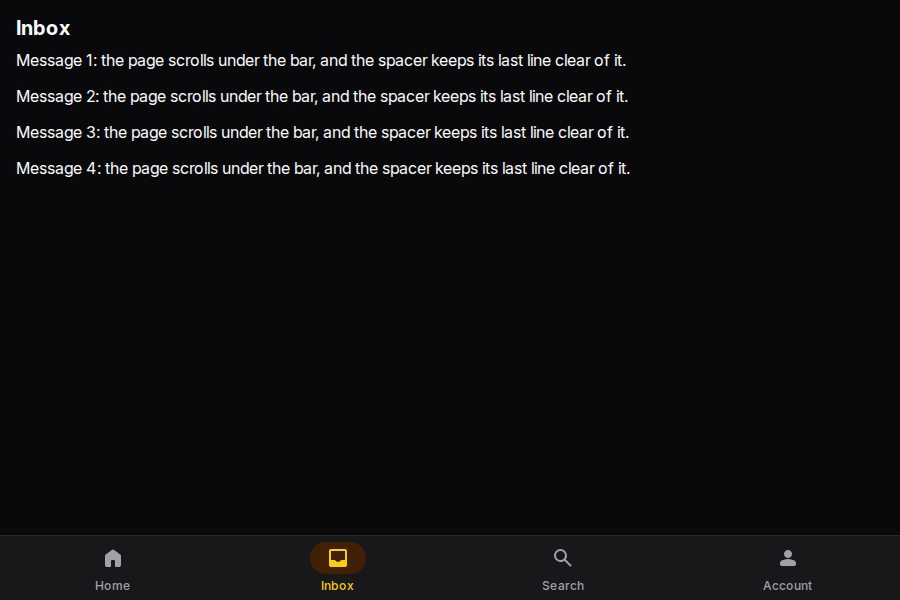 Inbox
Message 1: the page scrolls under the bar, and the spacer keeps its last line clear of it.
Message 2: the page scrolls under the bar, and the spacer keeps its last line clear of it.
Message 3: the page scrolls under the bar, and the spacer keeps its last line clear of it.
Message 4: the page scrolls under the bar, and the spacer keeps its last line clear of it.
Home
Inbox
Search
Account